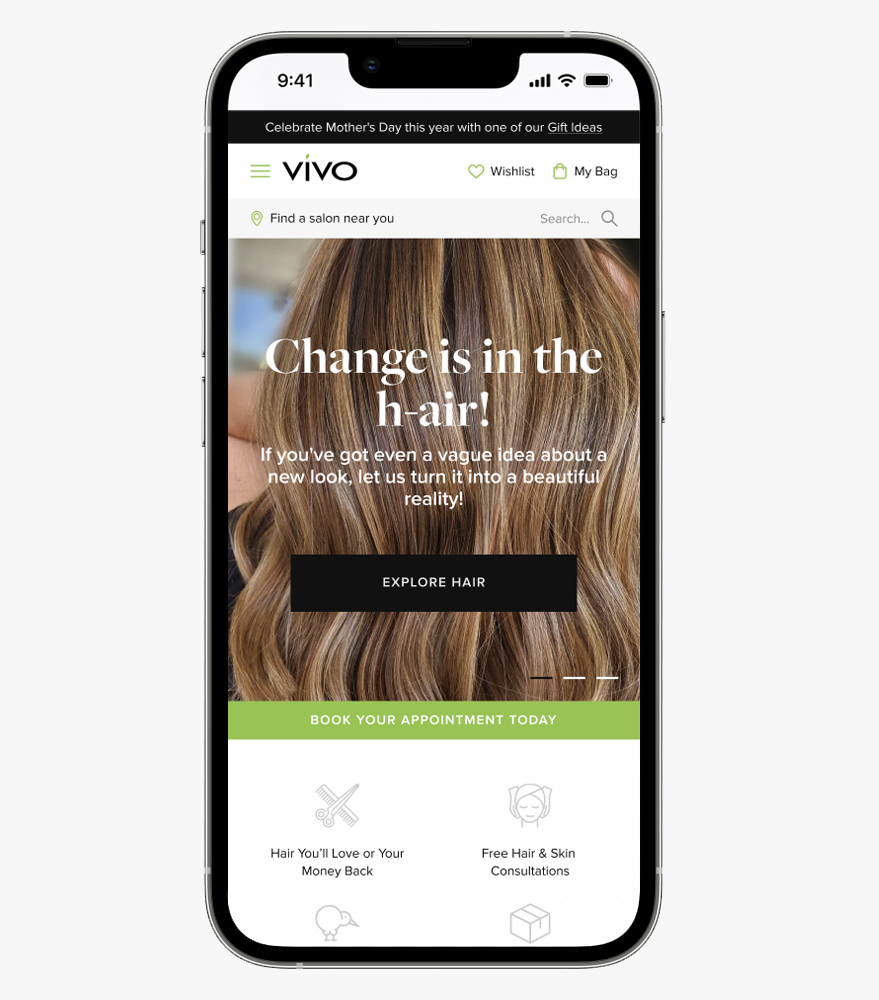 9:41
Celebrate Mother's Day this year with one of our Gift Ideas
vivo
Wishlist
My Bag
Find a salon near you
Search...
Change is in the
h-air!
If you've got even a vague idea about a
new look, let us turn it into a beautiful
reality!
EXPLORE HAIR
BOOK YOUR APPOINTMENT TODAY
Hair You'll Love or Your
Money Back
Free Hair & Skin
Consultations